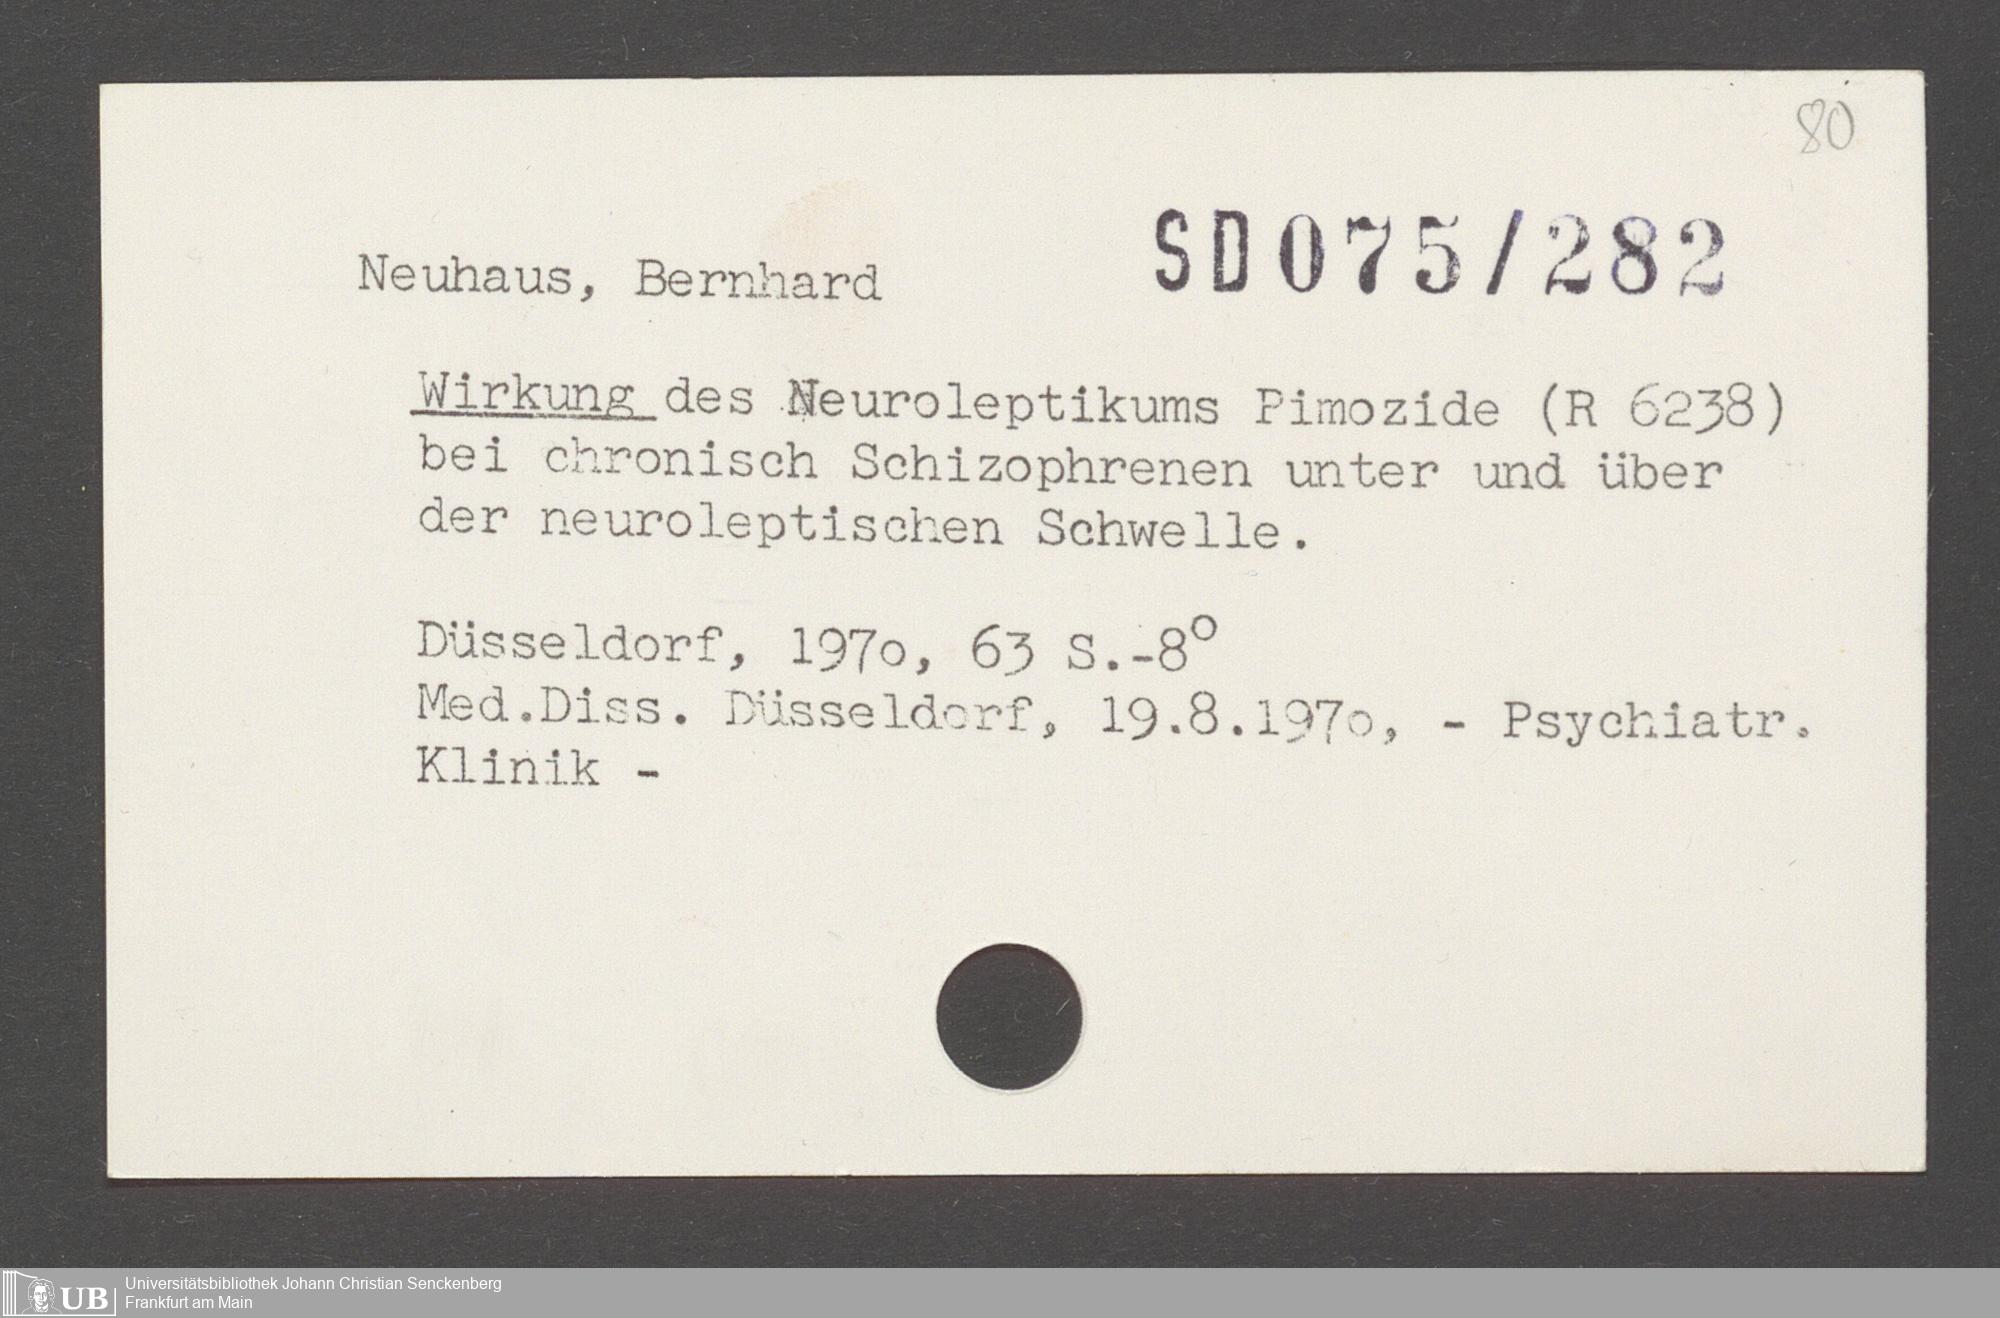 80
SD 075/282
Neuhaus, Bernhard
Wirkung des Neuroleptikums Pimozide (R 6238)
bei chronisch Schizophrenen unter und über
der neuroleptischen Schwelle.
Düsseldorf, 197o, 63 S.-8°
Med.Diss. Düsseldorf, 19.8.197o, - Psychiatr.
Klinik -
UB
Universitätsbibliothek Johann Christian Senckenberg
Frankfurt am Main